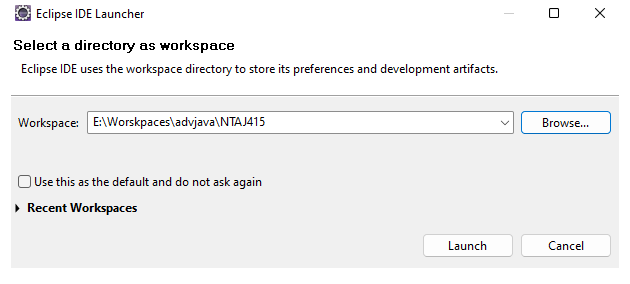 Eclipse IDE Launcher
Select a directory as workspace
Eclipse IDE uses the workspace directory to store its preferences and development artifacts.
Workspace: E:\Worskpaces\advjava\NTAJ415 Browse...
Use this as the default and do not ask again
Recent Workspaces
Launch Cancel